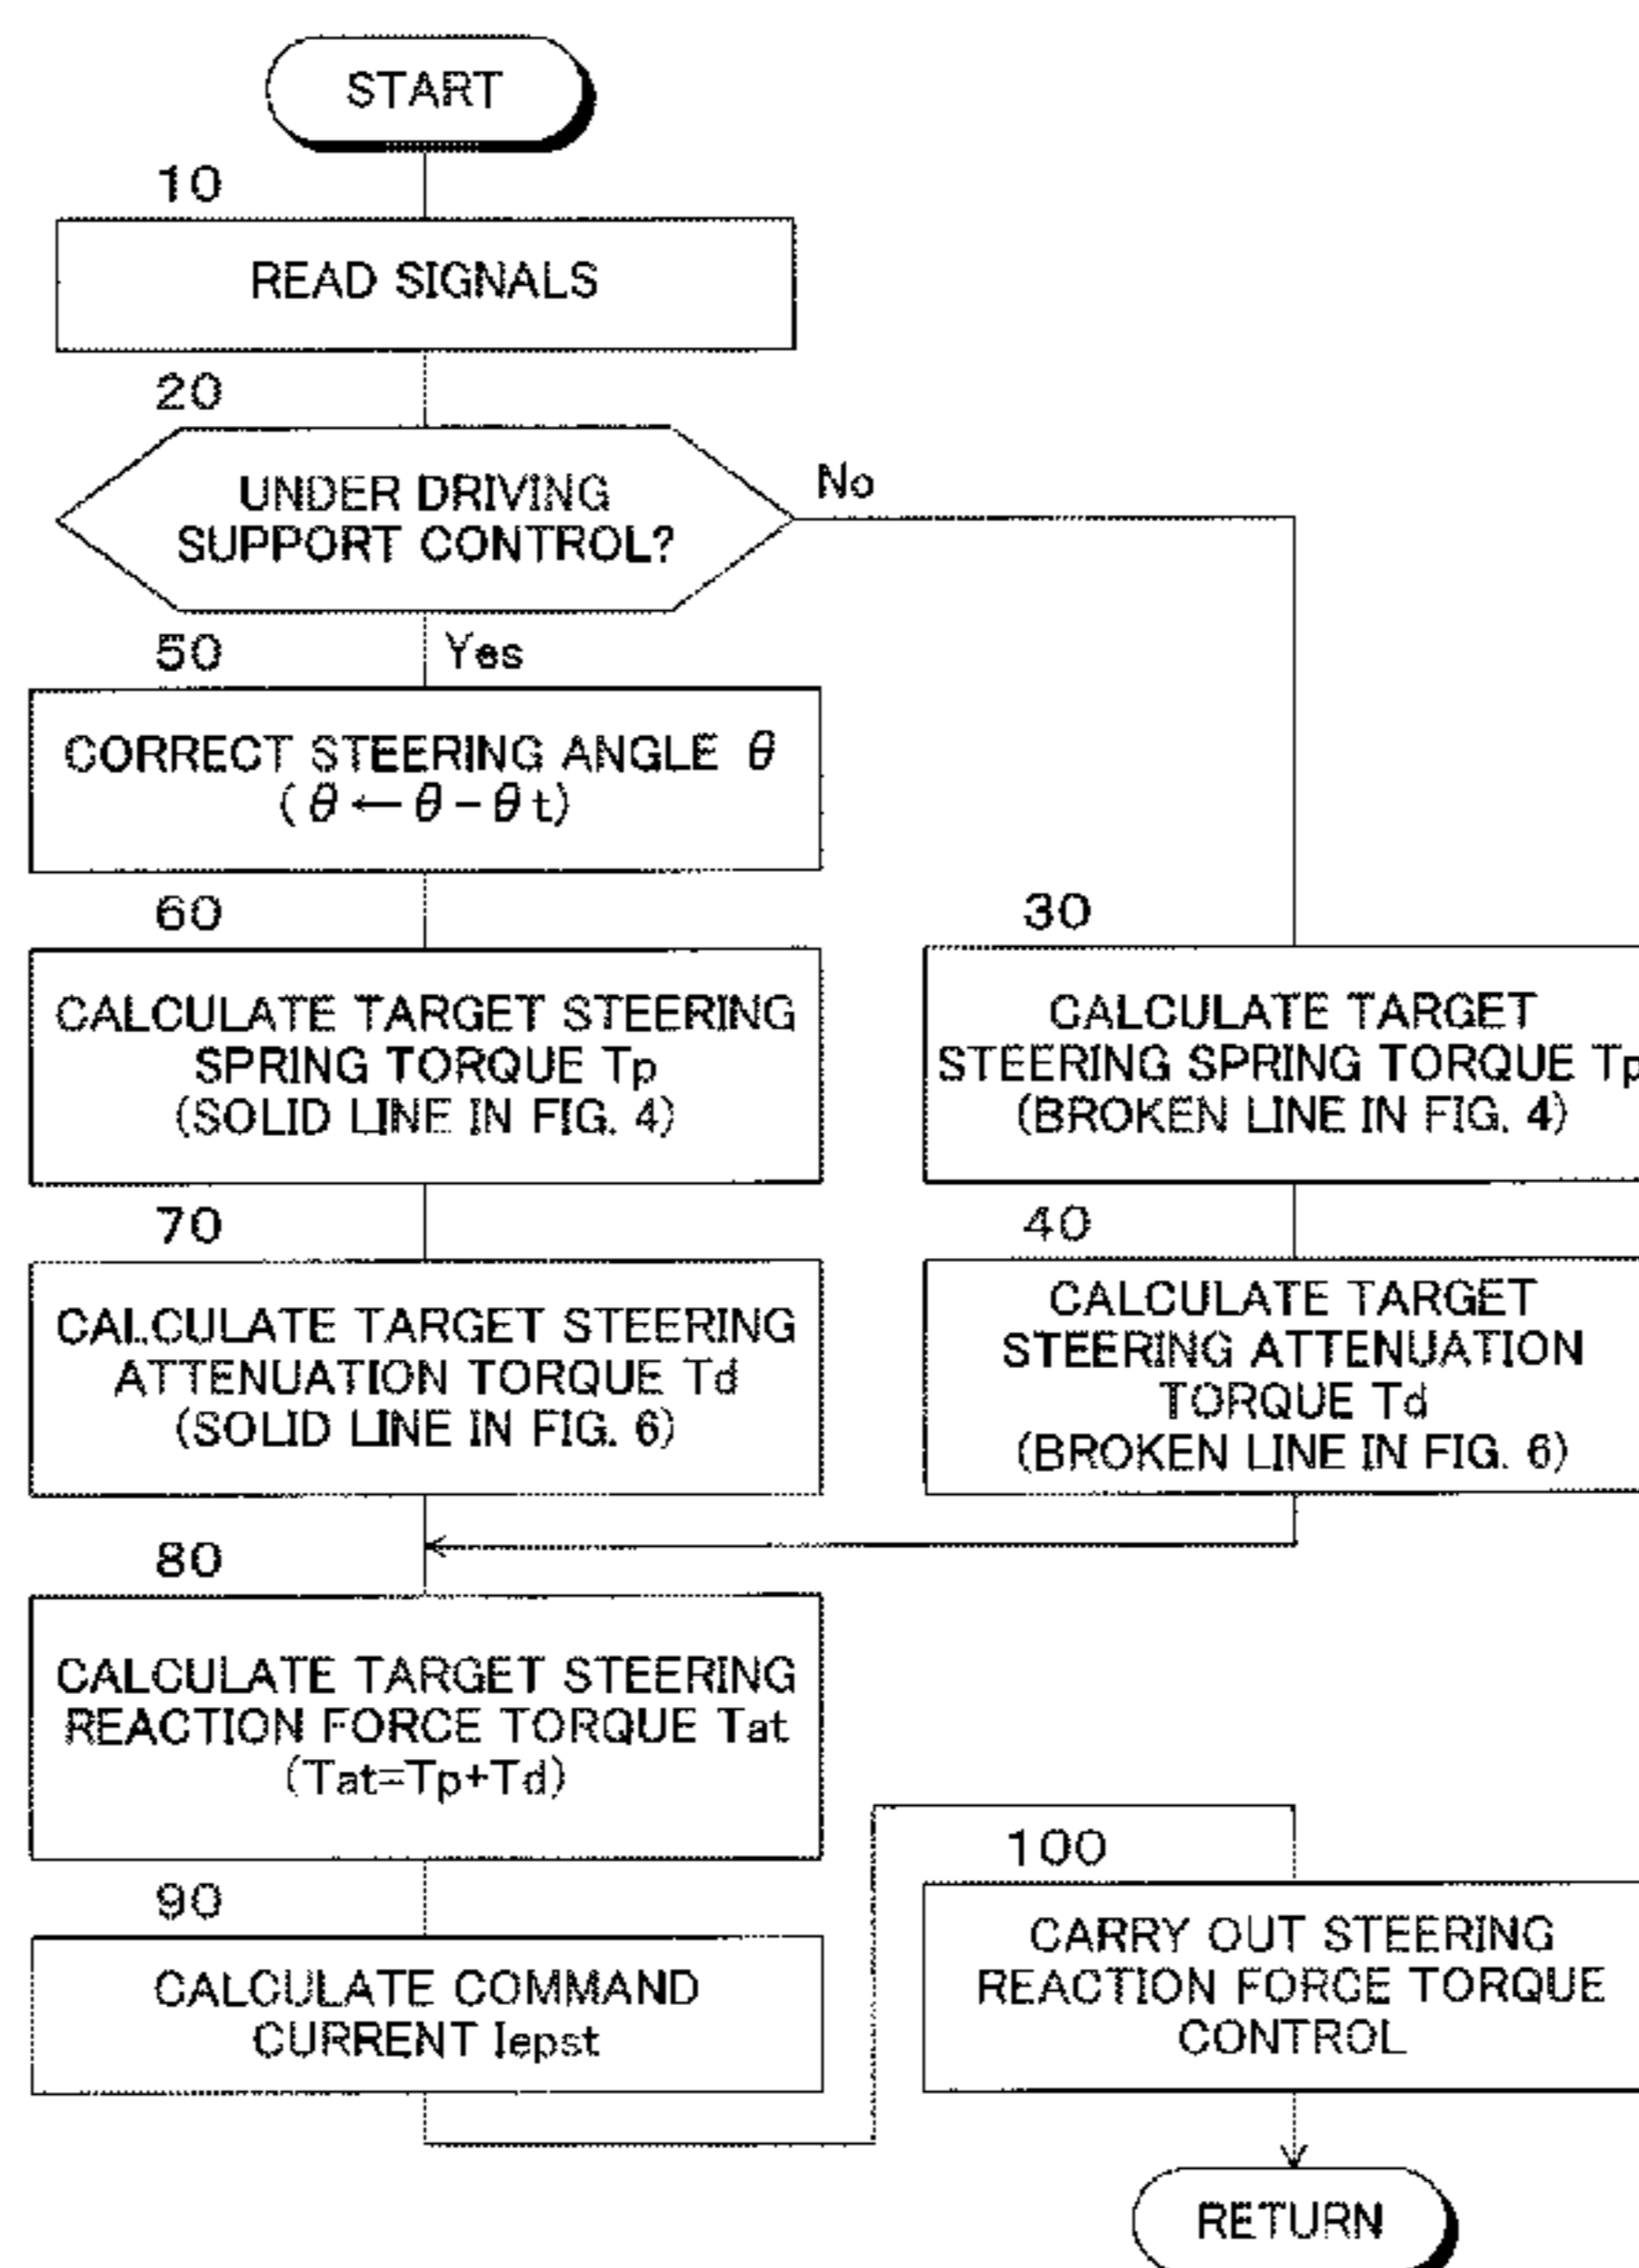 START
10
READ SIGNALS
20
UNDER DRIVING
SUPPORT CONTROL?
No
50
Yes
CORRECT STEERING ANGLE θ
(θ←θ-θt)
60
CALCULATE TARGET STEERING
SPRING TORQUE Tp
(SOLID LINE IN FIG. 4)
30
CALCULATE TARGET
STEERING SPRING TORQUE Tp
(BROKEN LINE IN FIG. 4)
70
CALCULATE TARGET STEERING
ATTENUATION TORQUE Td
(SOLID LINE IN FIG. 6)
40
CALCULATE TARGET
STEERING ATTENUATION
TORQUE Td
(BROKEN LINE IN FIG. 6)
80
CALCULATE TARGET STEERING
REACTION FORCE TORQUE Tat
(Tat=Tp+Td)
90
CALCULATE COMMAND
CURRENT Iepst
100
CARRY OUT STEERING
REACTION FORCE TORQUE
CONTROL
RETURN